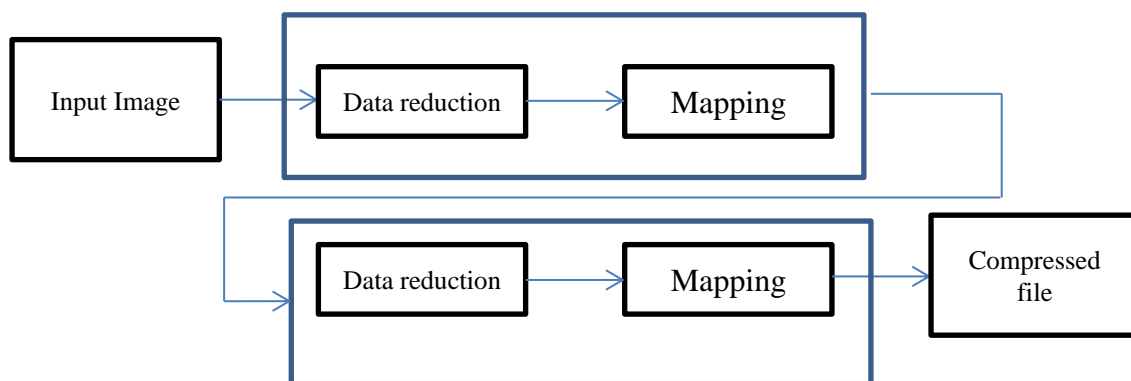 Input Image
Data reduction
Mapping
Data reduction
Mapping
Compressed
file